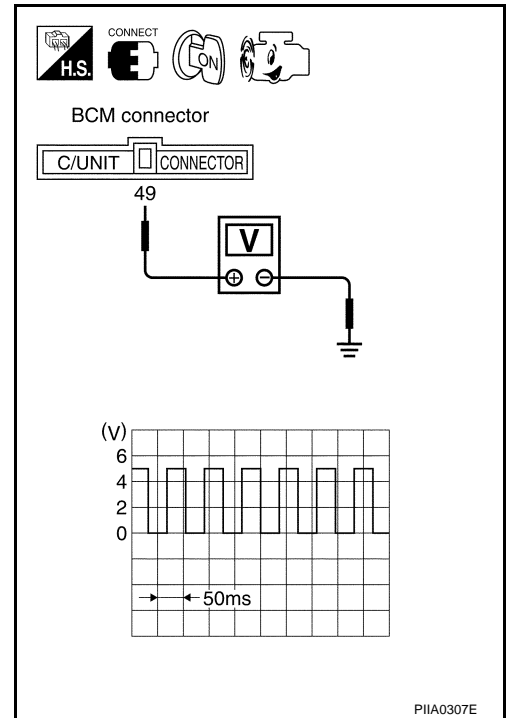 CONNECT
H.S.
ON
BCM connector
C/UNIT CONNECTOR
49
V
(V)
6
4
2
0
50ms
PIIA0307E